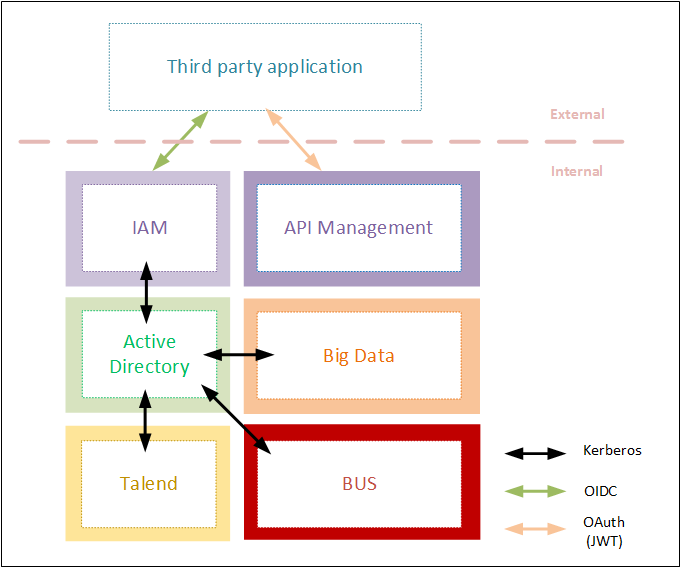 Third party application
External
Internal
IAM
API Management
Active
Directory
Big Data
Talend
BUS
Kerberos
OIDC
OAuth
(JWT)